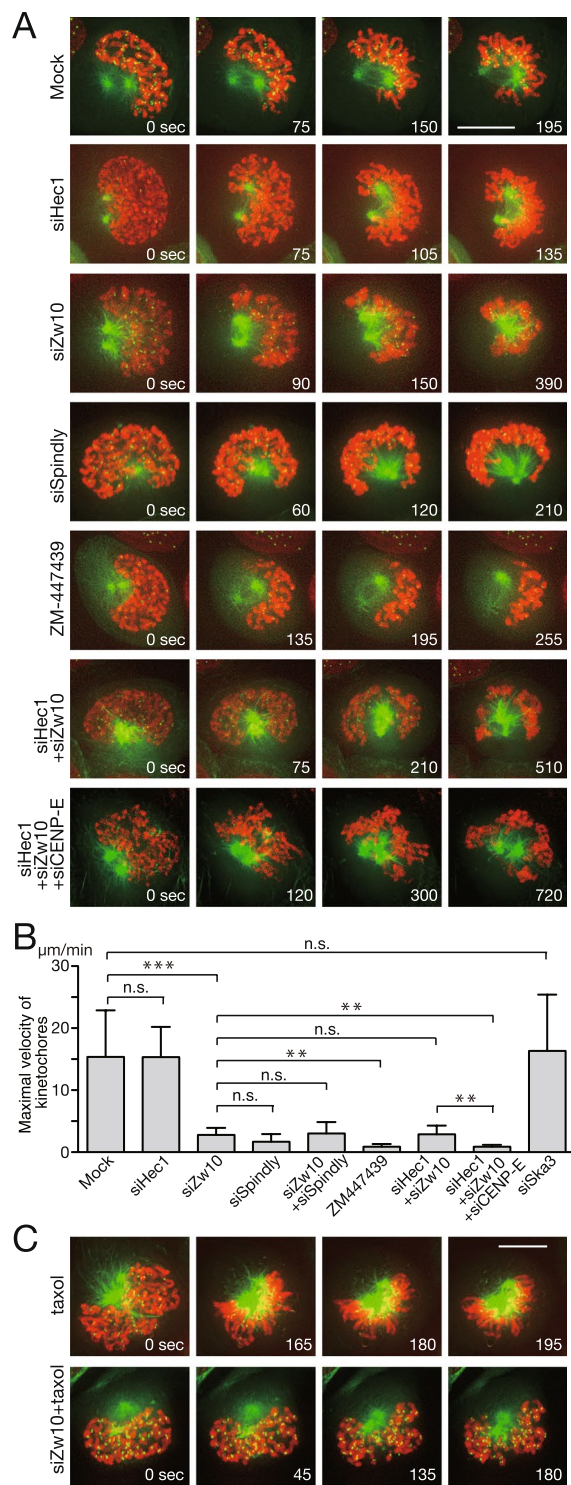 A
Mock
0 sec
75
150
195
siHec1
0 sec
75
105
135
siZw10
0 sec
90
150
390
siSpindly
0 sec
60
120
210
ZM-447439
0 sec
135
195
255
siHec1
+siZw10
0 sec
75
210
510
siHec1
+siZw10
+siCENP-E
0 sec
120
300
720
B
µm/min
Maximal velocity of
kinetochores
30
20
10
0
n.s.
***
n.s.
**
n.s.
**
n.s.
n.s.
**
Mock
siHec1
siZw10
siSpindly
siZw10
+siSpindly
ZM447439
siHec1
+siZw10
siHec1
+siZw10
+siCENP-E
siSka3
C
taxol
0 sec
165
180
195
siZw10+taxol
0 sec
45
135
180